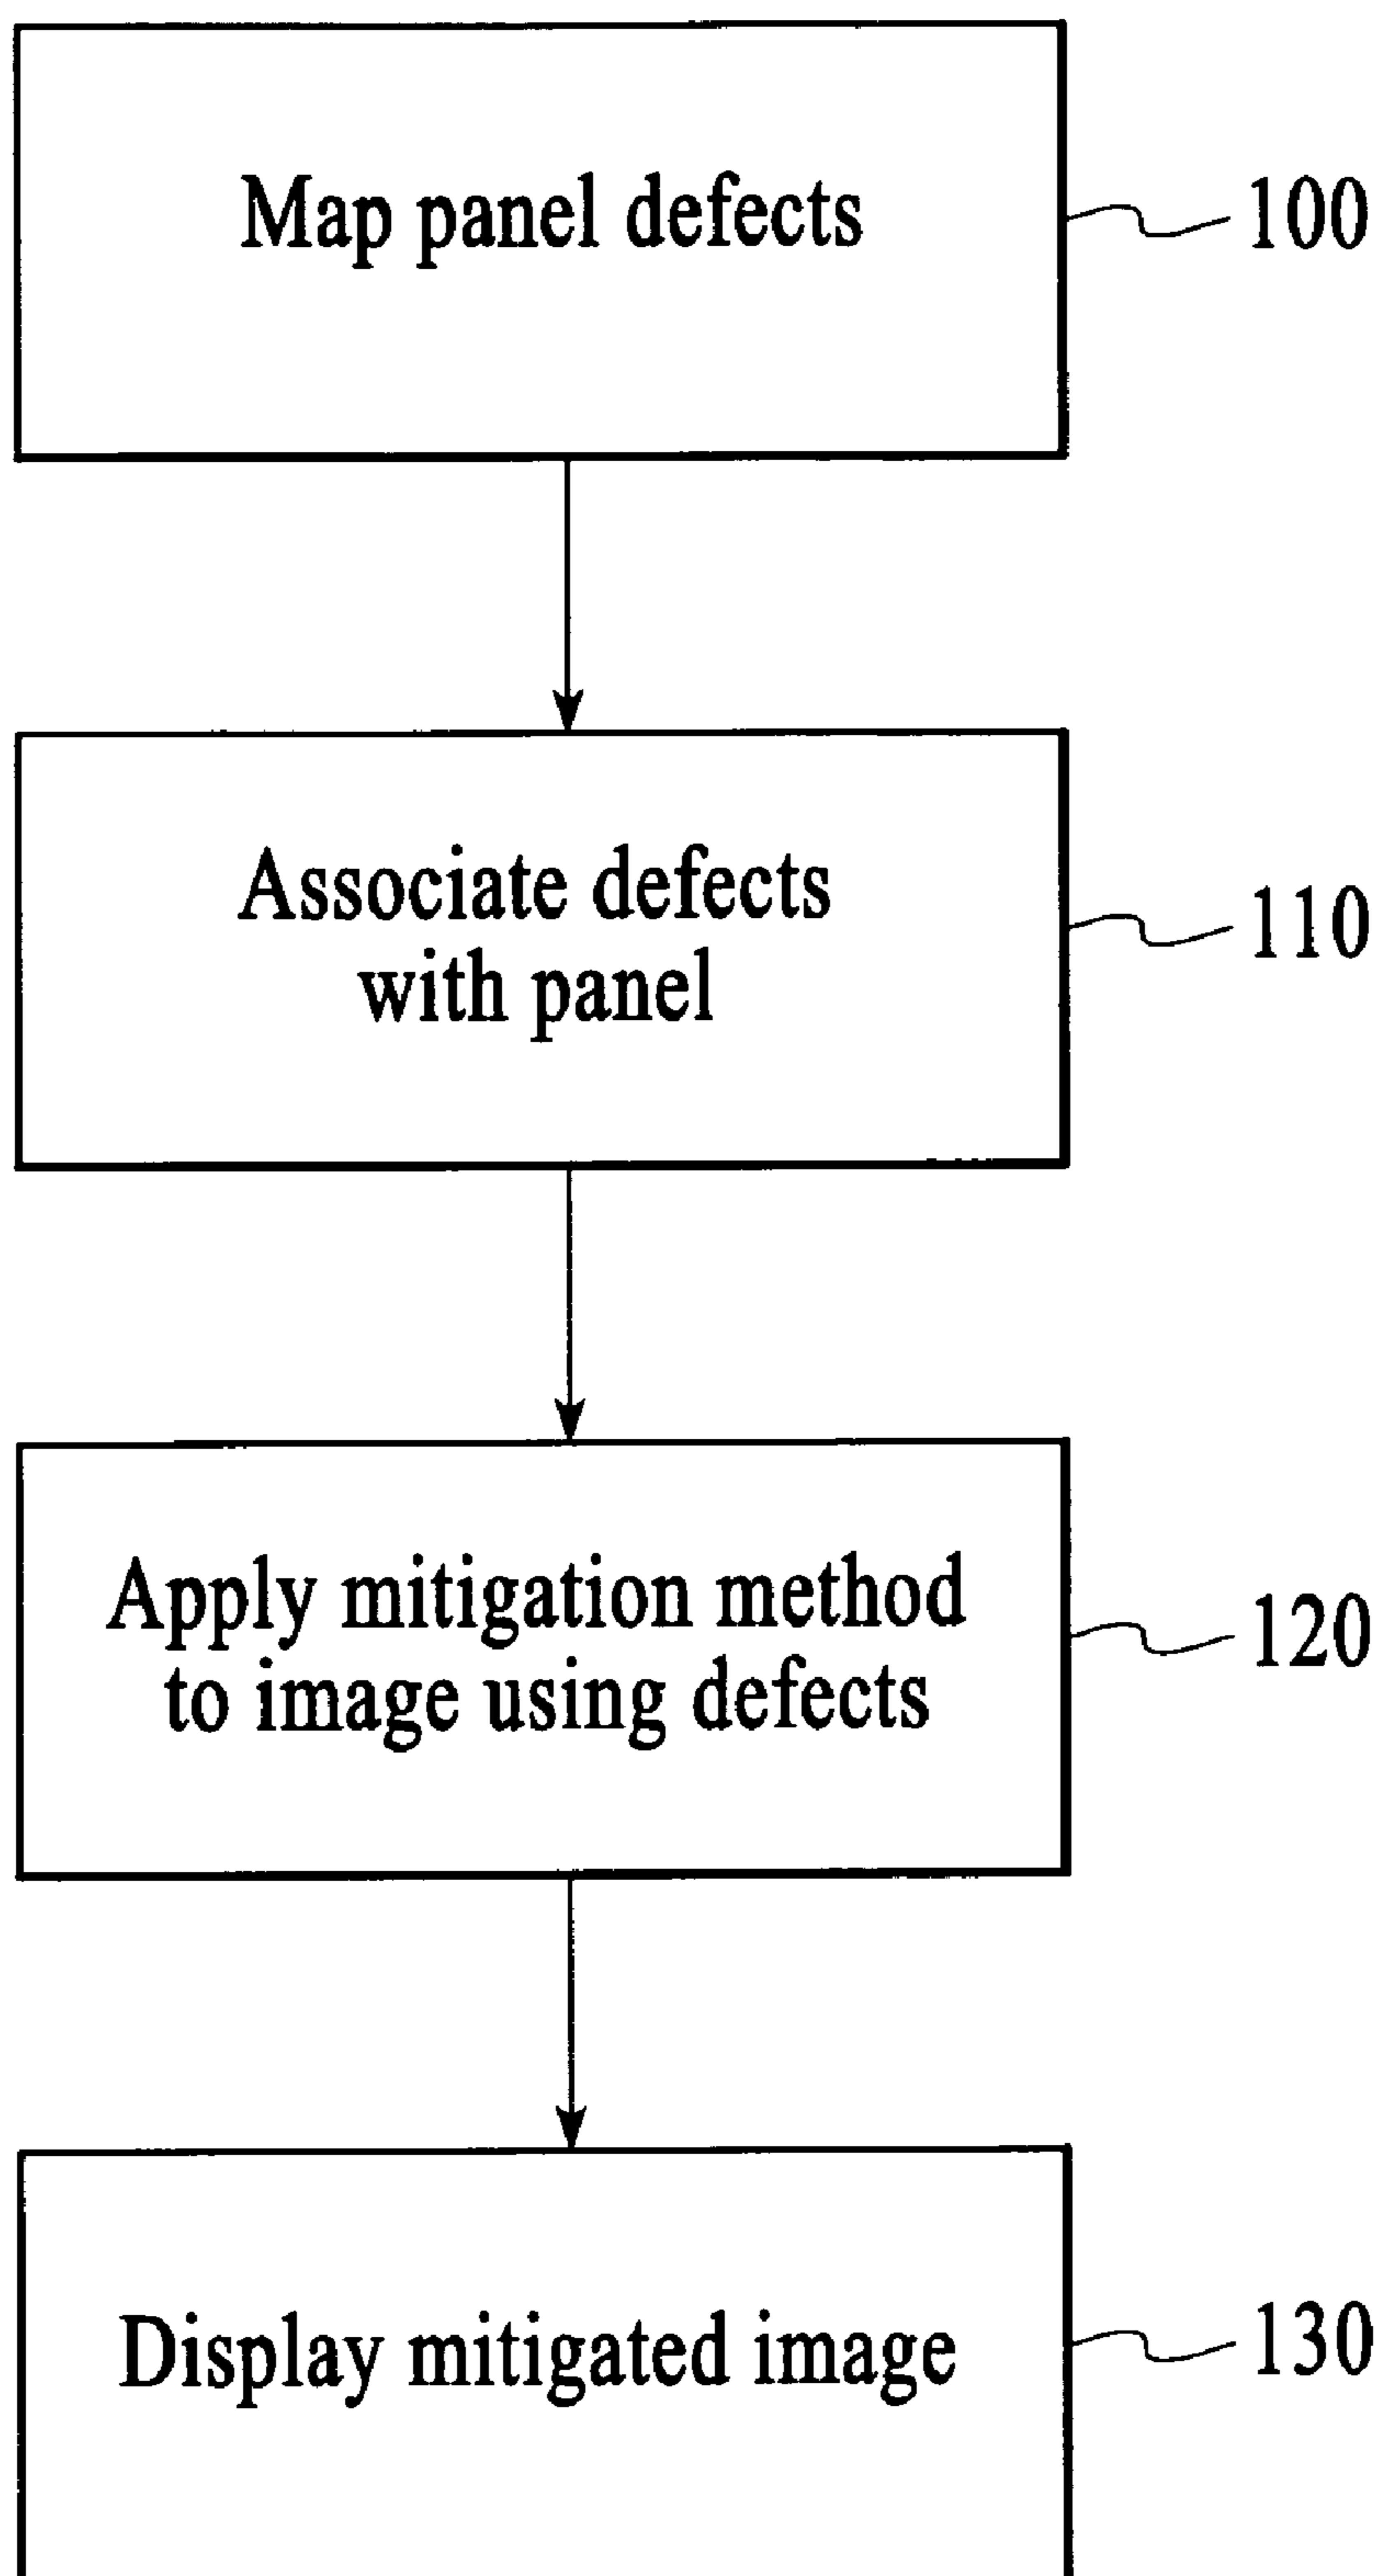 Map panel defects
100
Associate defects
with panel
110
Apply mitigation method
to image using defects
120
Display mitigated image
130